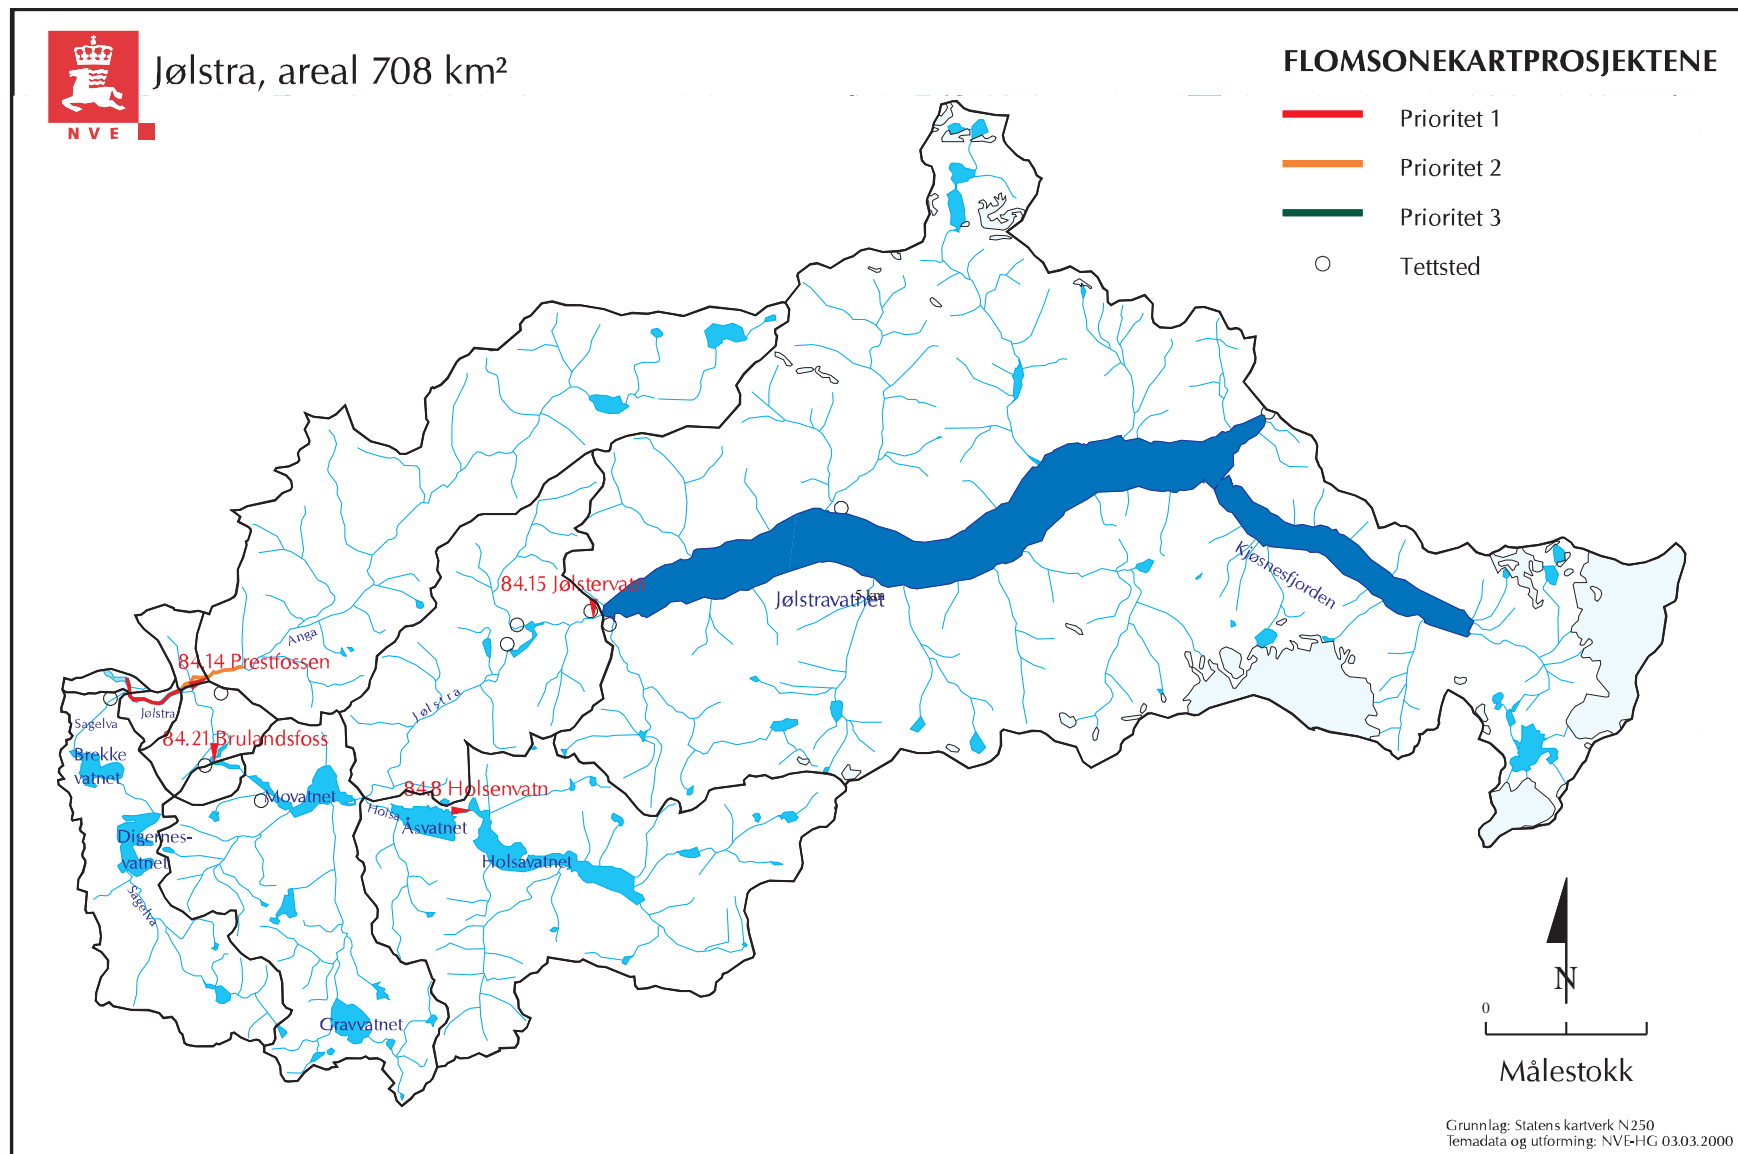 Jølstra, areal 708 km²
NVE
FLOMSONEKARTPROSJEKTENE
Prioritet 1
Prioritet 2
Prioritet 3
Tettsted
84.15 Jølstervatn
Jølstravatnet
5 km
Kjøsnesfjorden
Anga
84.14 Prestfossen
Jølstra
Jølstra
Sagelva
84.21 Brulandsfoss
Brekke
vatnet
Movatnet
84.8 Holsenvatn
Holsa
Åsvatnet
Digernes-
vatnet
Holsavatnet
Sagelva
Gravvatnet
N
0
Målestokk
Grunnlag: Statens kartverk N250
Temadata og utforming: NVE-HG 03.03.2000